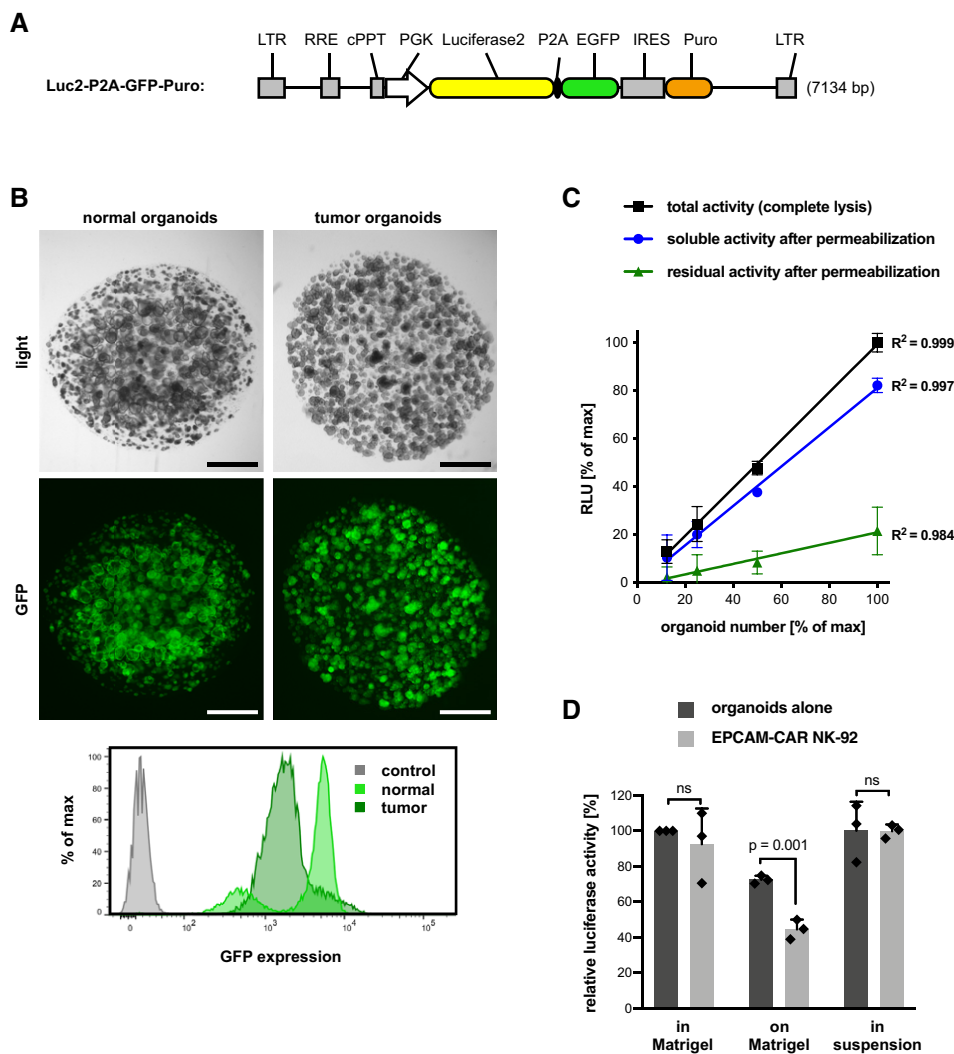 A
LTR RRE cPPT PGK Luciferase2 P2A EGFP IRES Puro LTR
Luc2-P2A-GFP-Puro: (7134 bp)
B
normal organoids tumor organoids
light
GFP
% of max
100
80
60
40
20
0
control
normal
tumor
0 10² 10³ 10⁴ 10⁵
GFP expression
C
total activity (complete lysis)
soluble activity after permeabilization
residual activity after permeabilization
RLU [% of max]
100
80
60
40
20
0
R² = 0.999
R² = 0.997
R² = 0.984
0 20 40 60 80 100
organoid number [% of max]
D
organoids alone
EPCAM-CAR NK-92
relative luciferase activity [%]
120
100
80
60
40
20
0
ns
p = 0.001
ns
in
Matrigel
on
Matrigel
in
suspension